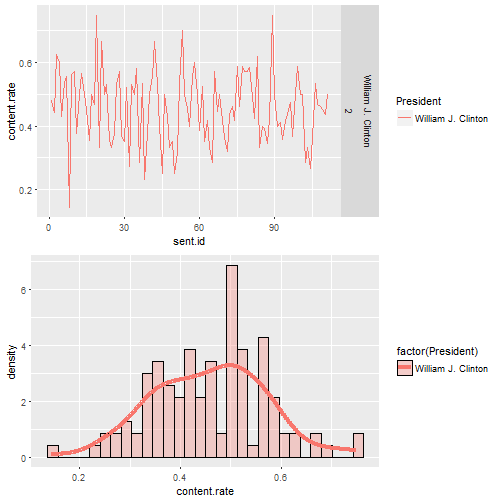 content.rate
0.6
0.4
0.2
0
30
60
90
sent.id
William J. Clinton
2
President
William J. Clinton
density
6
4
2
0
0.2
0.4
0.6
content.rate
factor(President)
William J. Clinton